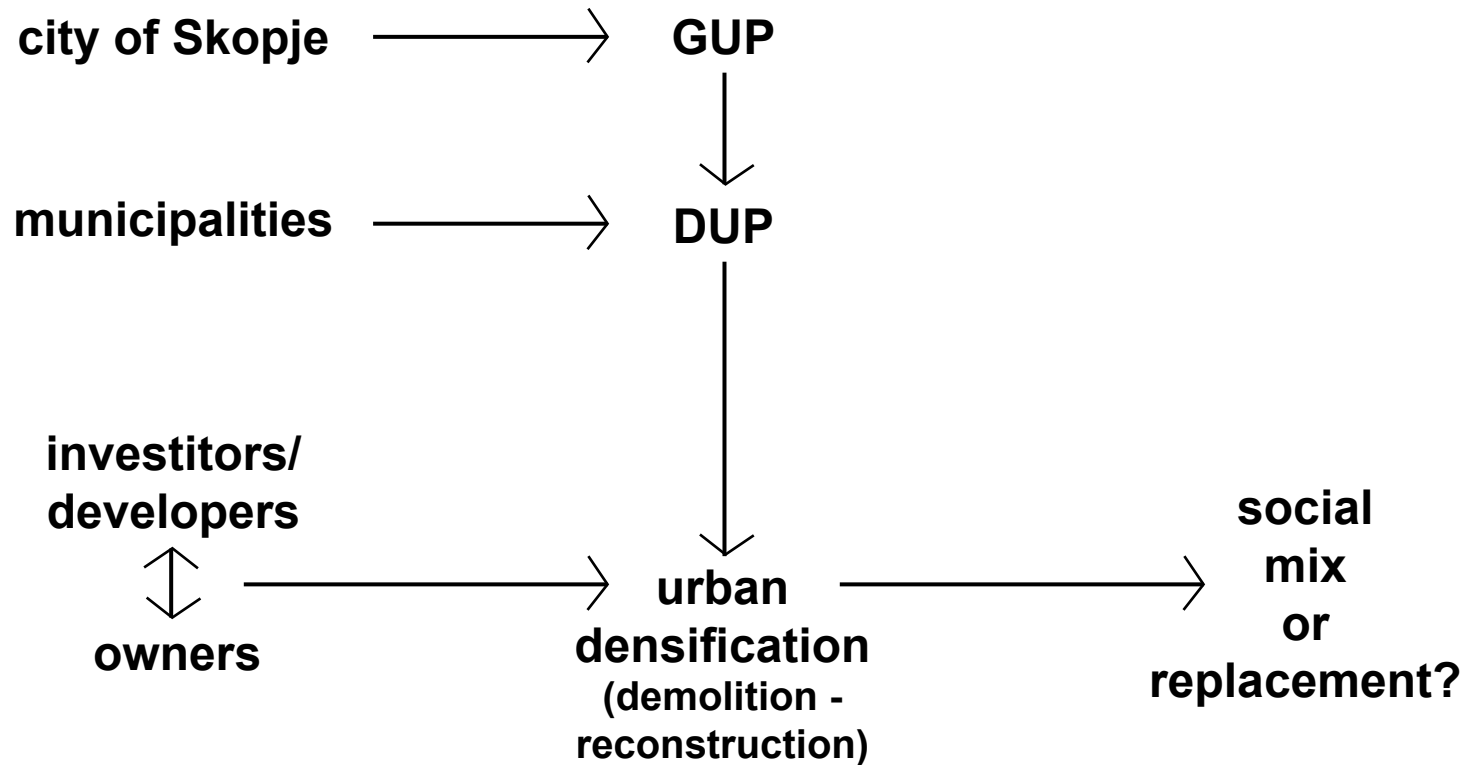 city of Skopje
GUP
municipalities
DUP
investitors/
developers
owners
urban
densification
(demolition -
reconstruction)
social
mix
or
replacement?